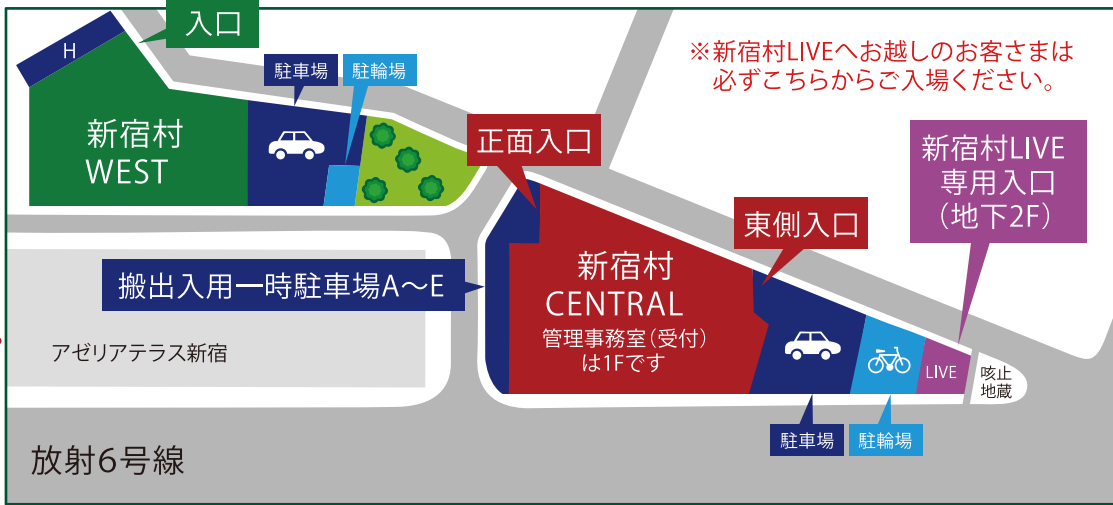 入口
H
駐車場
駐輪場
※新宿村LIVEへお越しのお客さまは
必ずこちらからご入場ください。
新宿村
WEST
正面入口
新宿村LIVE
専用入口
(地下2F)
東側入口
搬出入用一時駐車場A〜E
新宿村
CENTRAL
管理事務室(受付)
は1Fです
アゼリアテラス新宿
LIVE
咳止
地蔵
駐車場
駐輪場
放射6号線